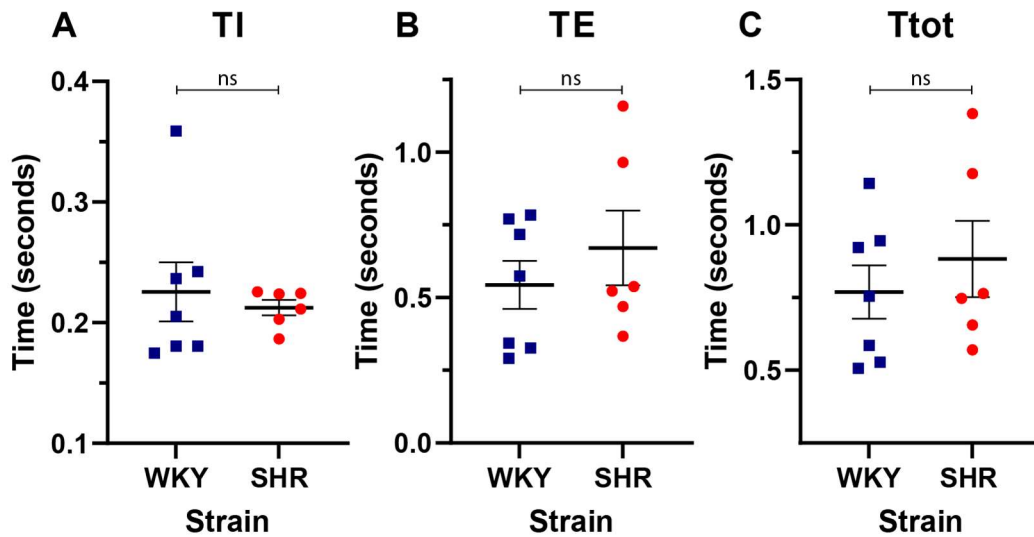 A TI
ns
0.4
0.3
0.2
0.1
Time (seconds)
WKY SHR
Strain
B TE
ns
1.0
0.5
0.0
Time (seconds)
WKY SHR
Strain
C Ttot
ns
1.5
1.0
0.5
Time (seconds)
WKY SHR
Strain